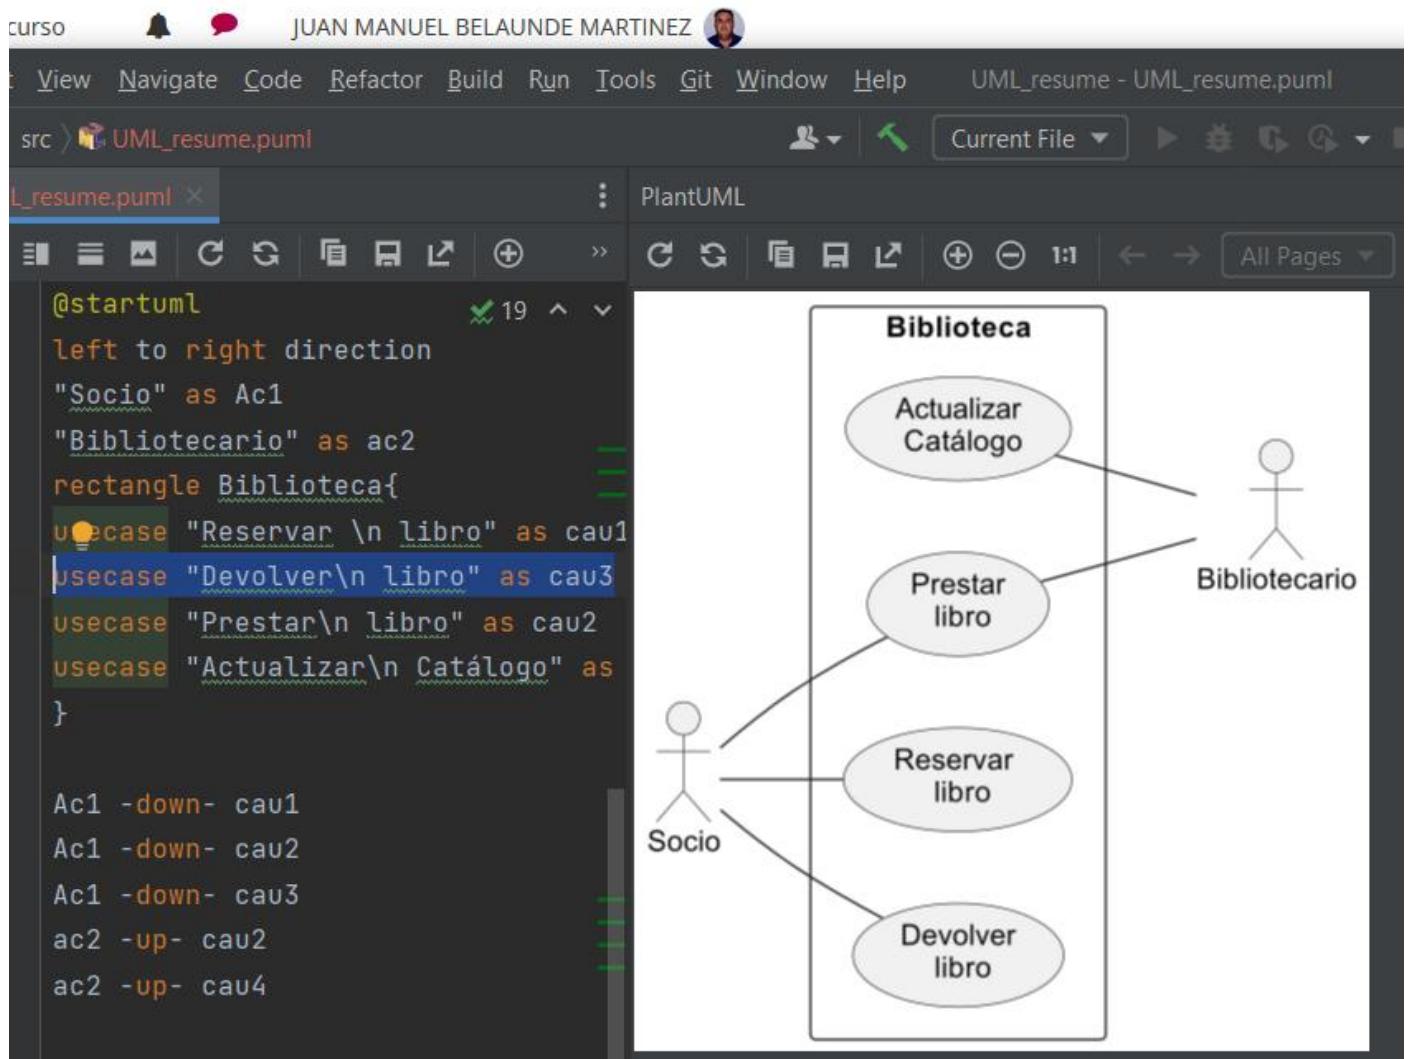 curso JUAN MANUEL BELAUNDE MARTINEZ
View Navigate Code Refactor Build Run Tools Git Window Help UML_resume - UML_resume.puml
src UML_resume.puml Current File
L_resume.puml PlantUML
1:1 All Pages
@startuml 19
left to right direction
"Socio" as Ac1
"Bibliotecario" as ac2
rectangle Biblioteca{
usecase "Reservar \n libro" as cau1
usecase "Devolver\n libro" as cau3
usecase "Prestar\n libro" as cau2
usecase "Actualizar\n Catálogo" as
}
Ac1 -down- cau1
Ac1 -down- cau2
Ac1 -down- cau3
ac2 -up- cau2
ac2 -up- cau4
Biblioteca
Actualizar
Catálogo
Bibliotecario
Prestar
libro
Reservar
libro
Socio
Devolver
libro